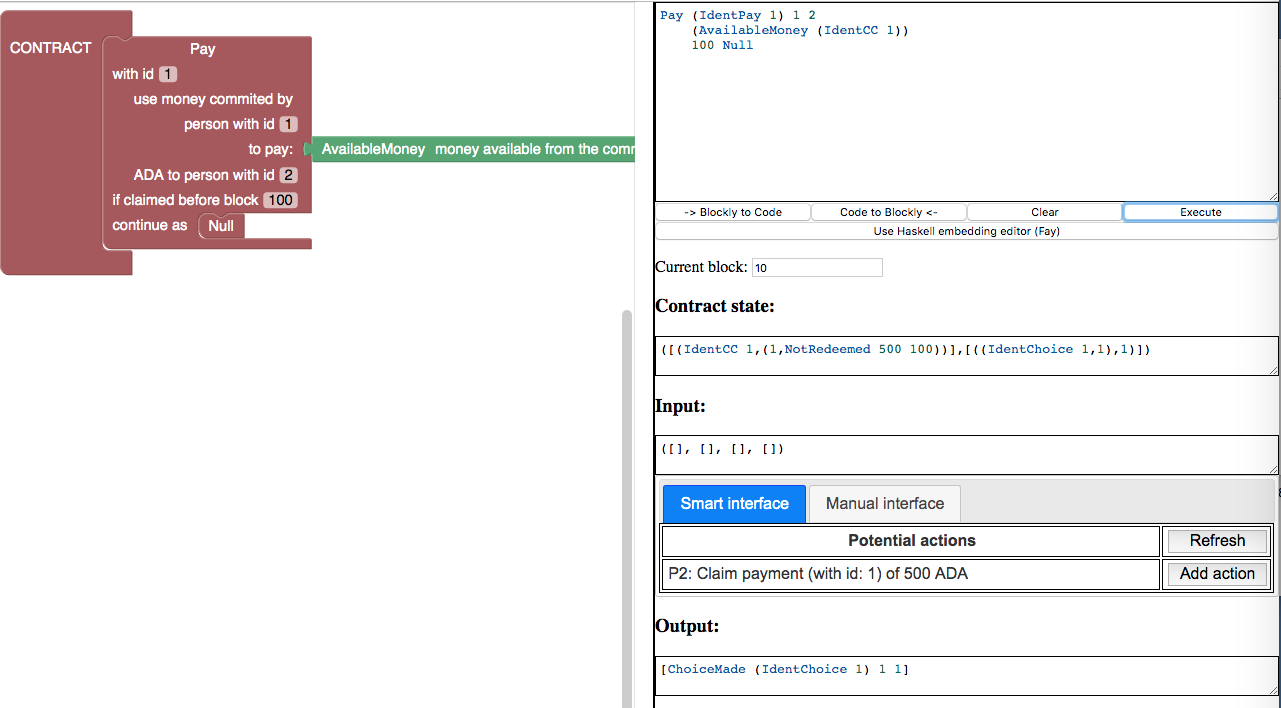 CONTRACT
Pay
with id 1
use money commited by
person with id 1
to pay:
AvailableMoney money available from the
ADA to person with id 2
if claimed before block 100
continue as Null
Pay (IdentPay 1) 1 2
(AvailableMoney (IdentCC 1))
100 Null
-> Blockly to Code Code to Blockly <- Clear Execute
Use Haskell embedding editor (Fay)
Current block: 10
Contract state:
([(IdentCC 1,(1,NotRedeemed 500 100))],[((IdentChoice 1,1),1)])
Input:
([], [], [], [])
Smart interface Manual interface
Potential actions Refresh
P2: Claim payment (with id: 1) of 500 ADA Add action
Output:
[ChoiceMade (IdentChoice 1) 1 1]